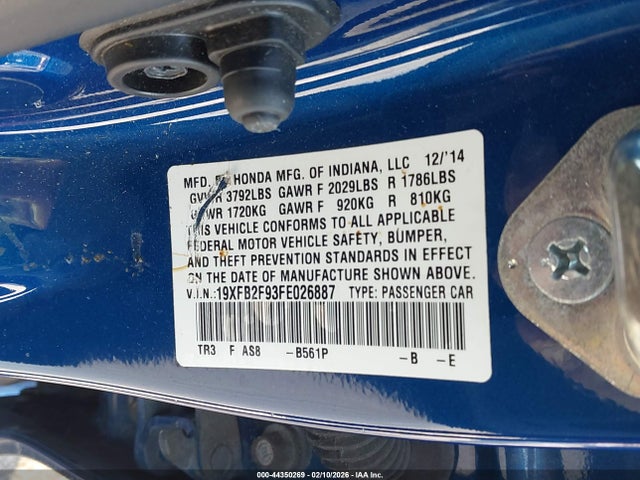 MFD. BY HONDA MFG. OF INDIANA, LLC 12/'14
GVWR 3792LBS GAWR F 2029LBS R 1786LBS
GVWR 1720KG GAWR F 920KG R 810KG
THIS VEHICLE CONFORMS TO ALL APPLICABLE
FEDERAL MOTOR VEHICLE SAFETY, BUMPER,
AND THEFT PREVENTION STANDARDS IN EFFECT
ON THE DATE OF MANUFACTURE SHOWN ABOVE.
V.I.N.:19XFB2F93FE026887 TYPE: PASSENGER CAR
TR3 F AS8 -B561P -B -E
000-44350269 - 02/10/2026 - IAA Inc.